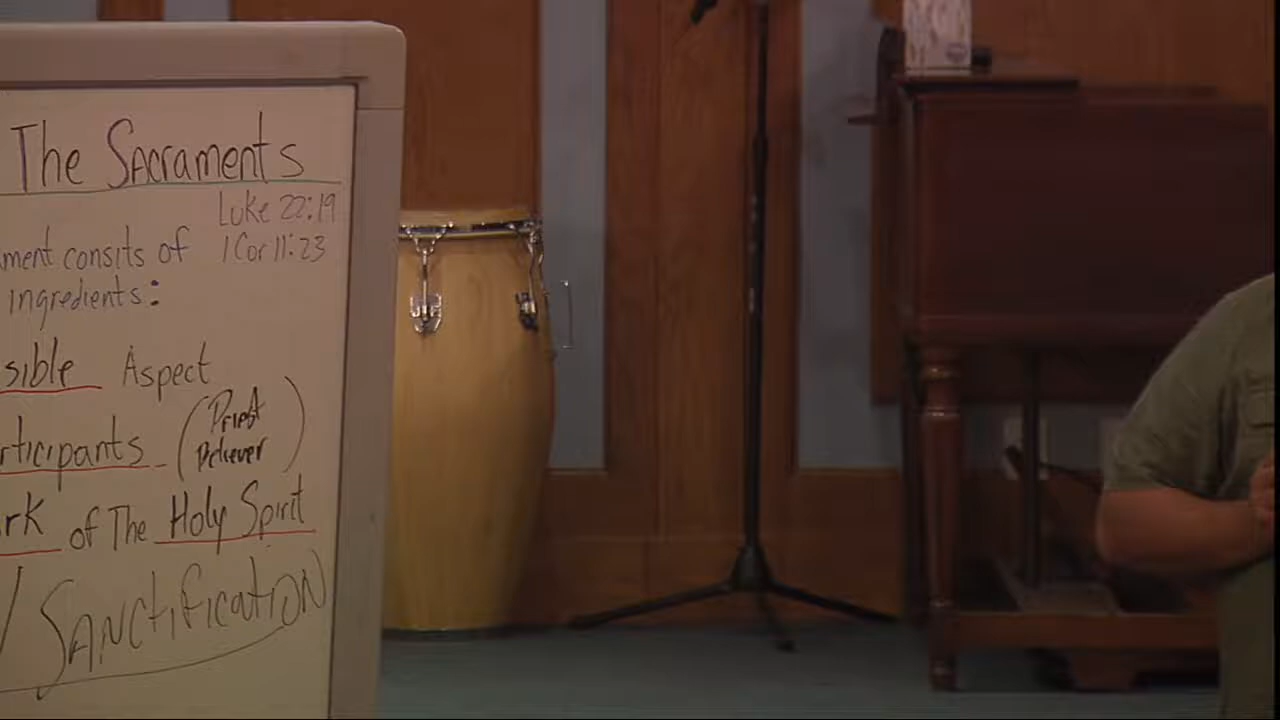 The Sacraments
Luke 22:19
ment consits of 1 Cor 11:23
ingredients:
sible Aspect
rticipants - (Priest
Believer)
rk of The Holy Spirit
/ Sanctification